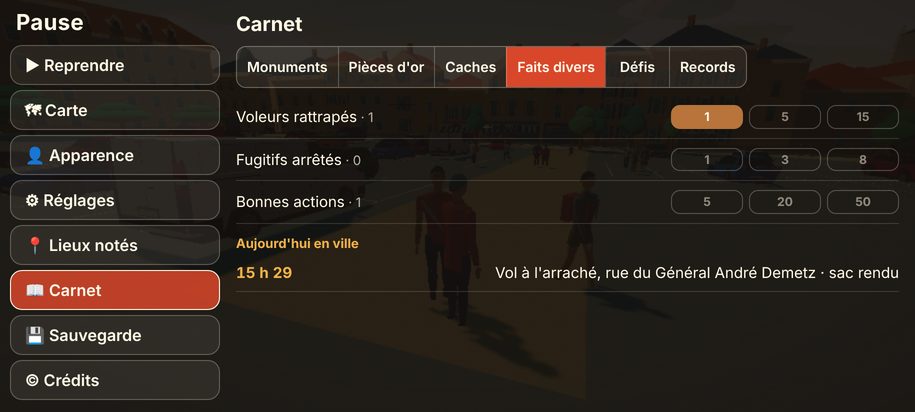 Pause
Reprendre
Carte
Apparence
Réglages
Lieux notés
Carnet
Sauvegarde
© Crédits
Carnet
Monuments Pièces d'or Caches Faits divers Défis Records
Voleurs rattrapés · 1 1 5 15
Fugitifs arrêtés · 0 1 3 8
Bonnes actions · 1 5 20 50
Aujourd'hui en ville
15 h 29 Vol à l'arraché, rue du Général André Demetz · sac rendu